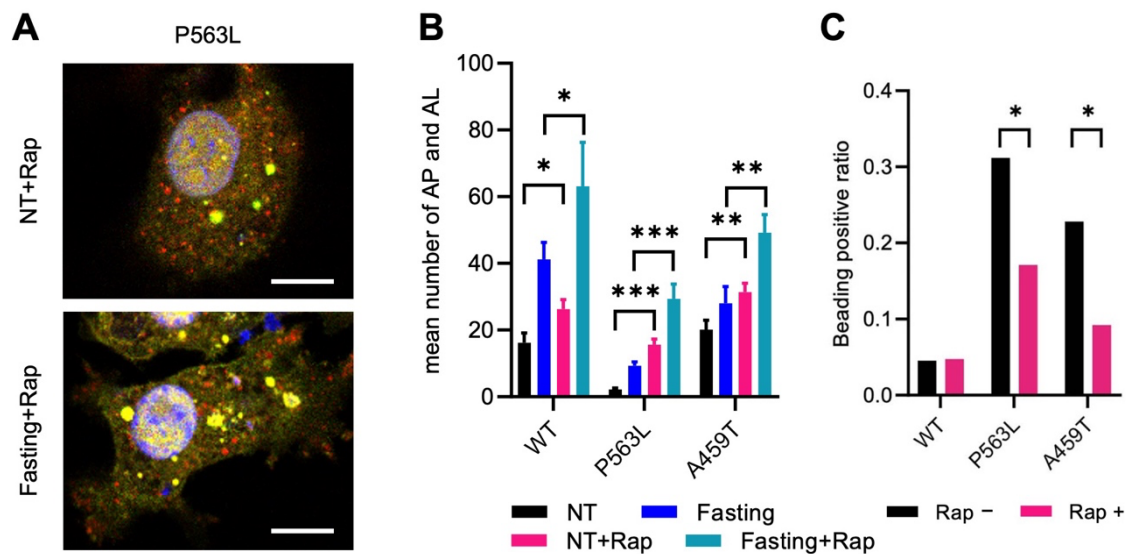 A
P563L
NT+Rap
Fasting+Rap
B
mean number of AP and AL
100
80
60
40
20
0
*
*
***
***
**
**
WT
P563L
A459T
NT
Fasting
NT+Rap
Fasting+Rap
C
Beading positive ratio
0.4
0.3
0.2
0.1
0.0
*
*
WT
P563L
A459T
Rap −
Rap +